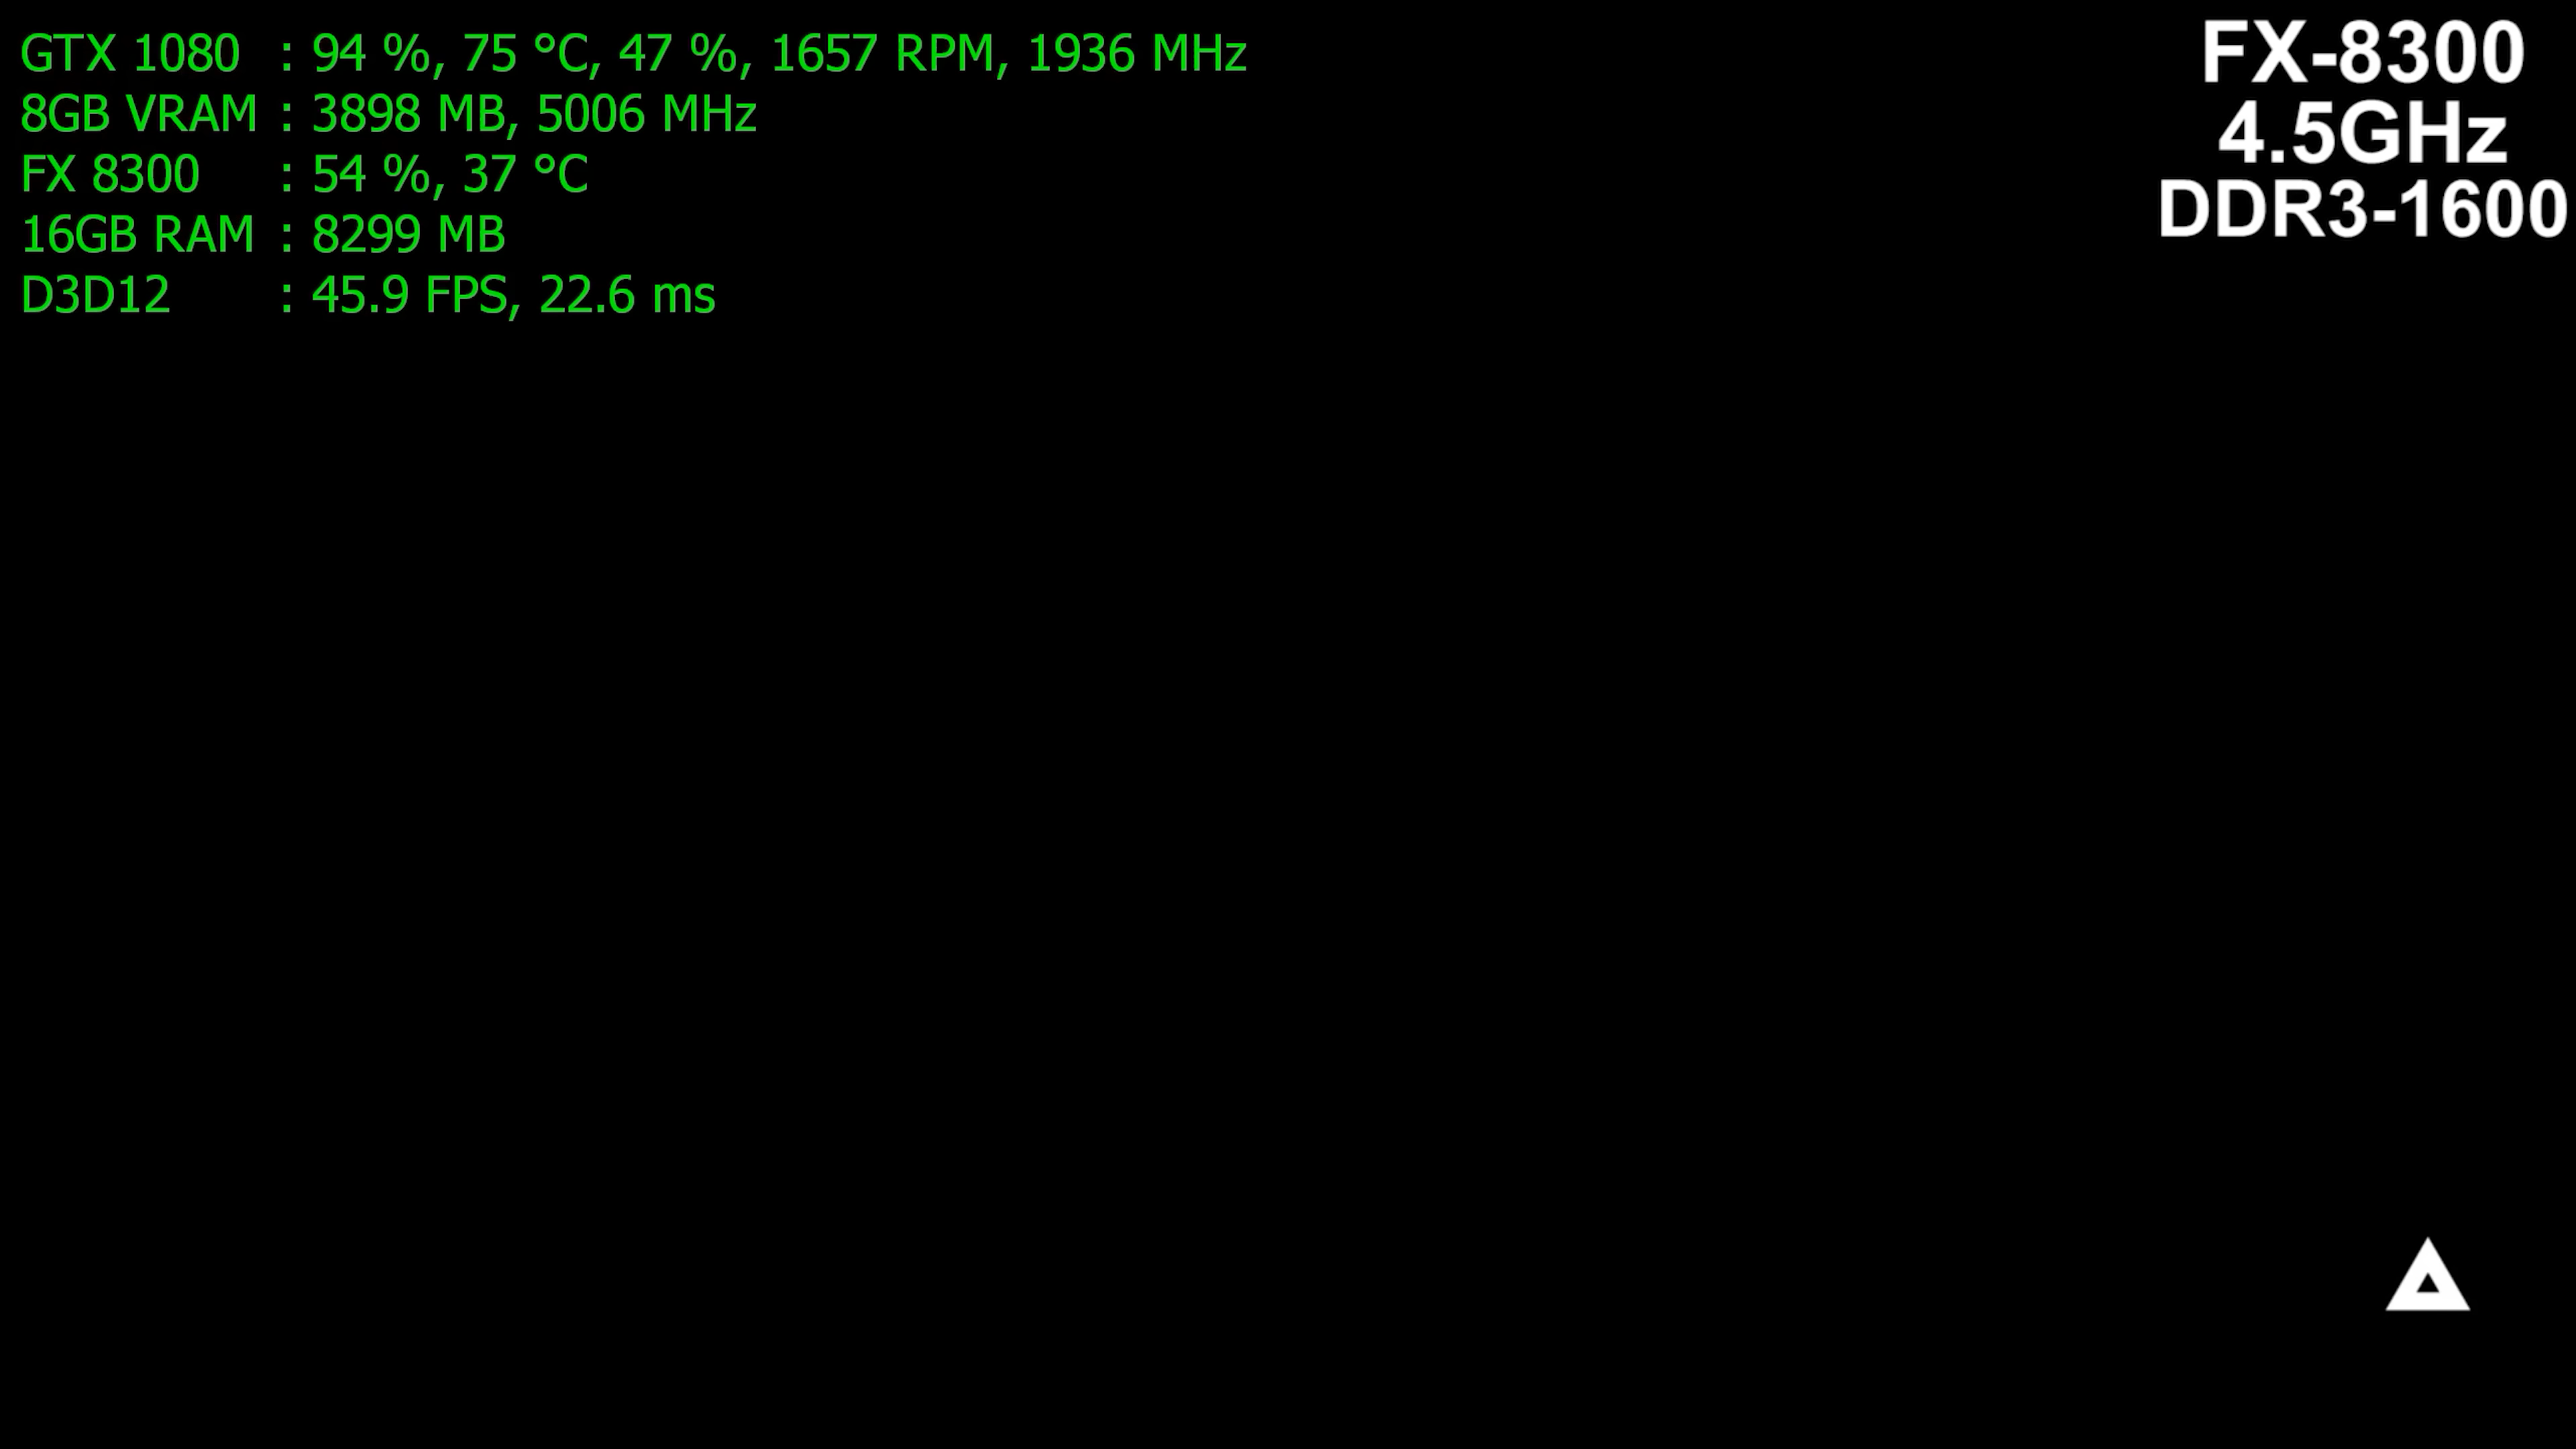 GTX 1080 : 94 %, 75 °C, 47 %, 1657 RPM, 1936 MHz
8GB VRAM : 3898 MB, 5006 MHz
FX 8300 : 54 %, 37 °C
16GB RAM : 8299 MB
D3D12 : 45.9 FPS, 22.6 ms
FX-8300
4.5GHz
DDR3-1600